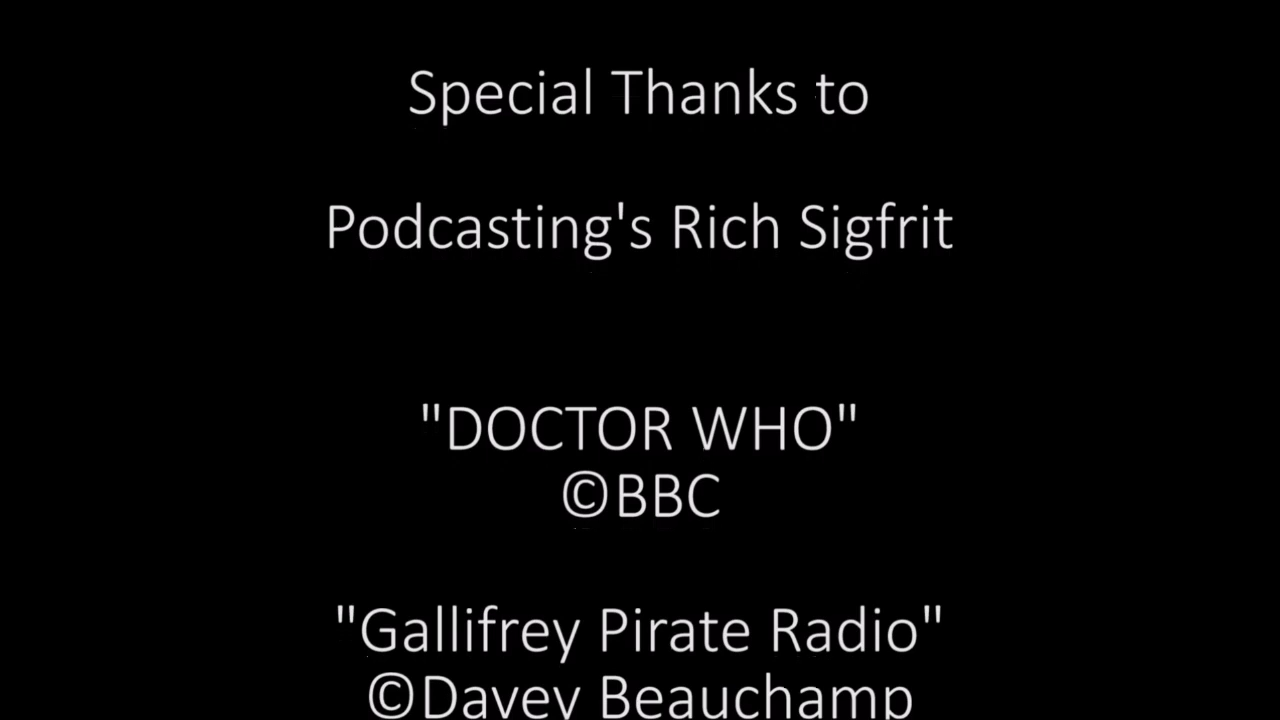 Special Thanks to
Podcasting's Rich Sigfrit
"DOCTOR WHO"
©BBC
"Gallifrey Pirate Radio"
©Davey Beauchamp